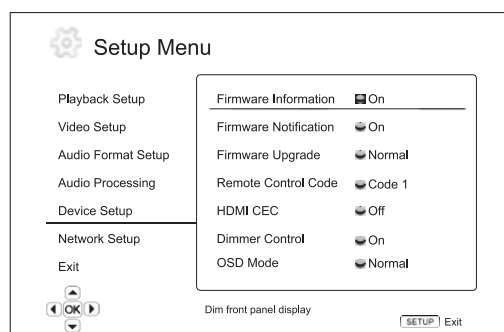 Setup Menu
Playback Setup
Video Setup
Audio Format Setup
Audio Processing
Device Setup
Network Setup
Exit
Firmware Information On
Firmware Notification On
Firmware Upgrade Normal
Remote Control Code Code 1
HDMI CEC Off
Dimmer Control On
OSD Mode Normal
OK
Dim front panel display
SETUP Exit